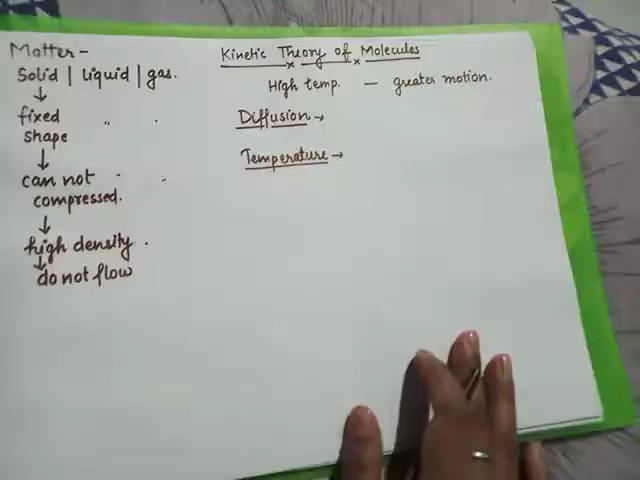 Matter -
Solid | Liquid | gas.
↓
fixed " .
shape
↓
can not " "
compressed.
↓
high density .
↓
do not flow
Kinetic Theory of Molecules
High temp. — greater motion.
Diffusion →
Temperature →